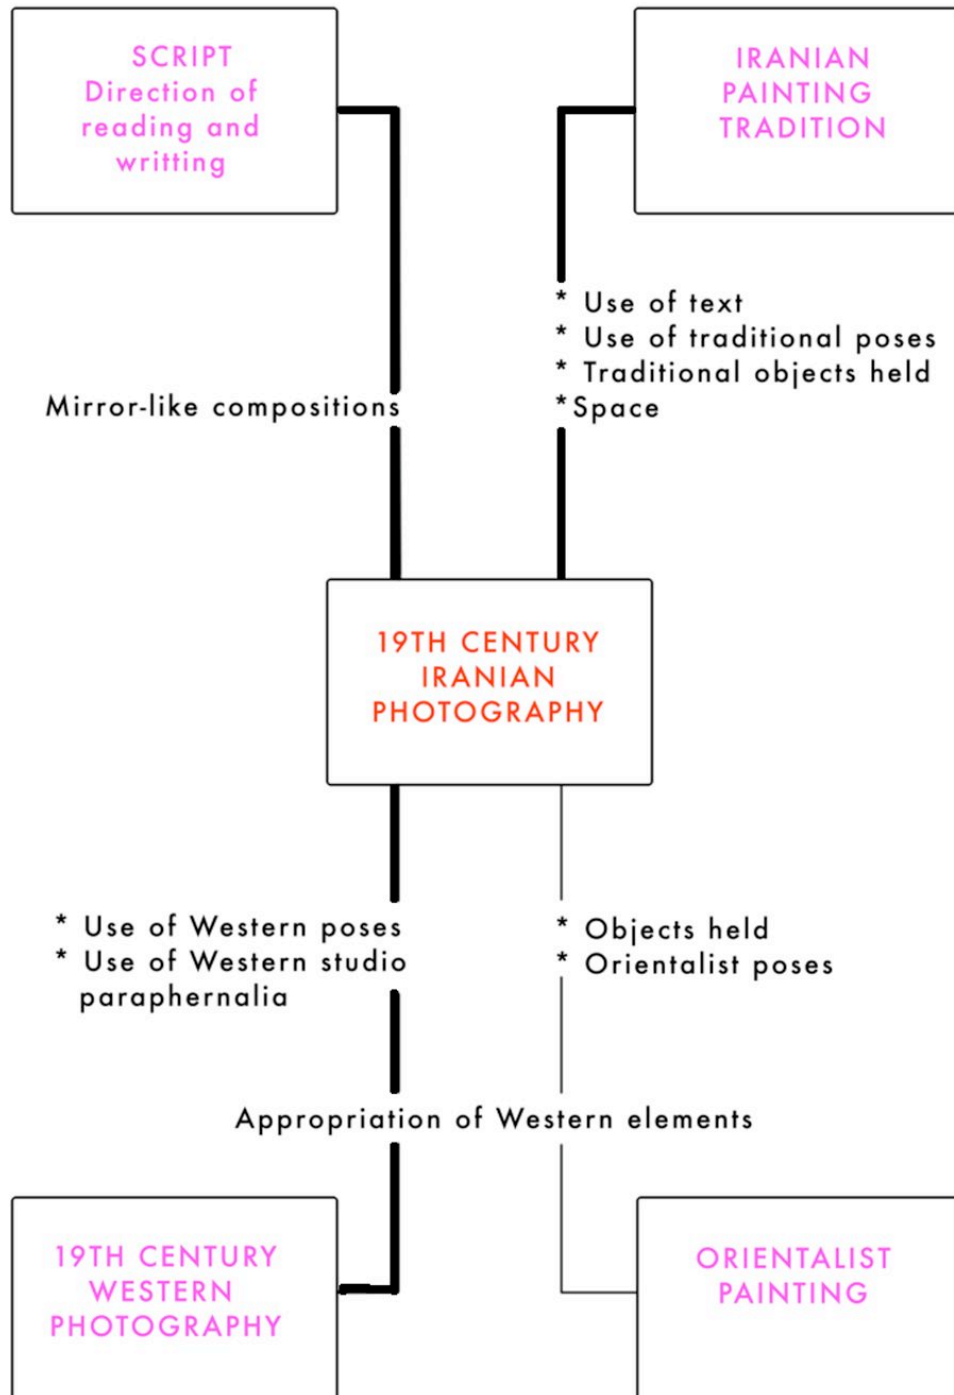 SCRIPT
Direction of
reading and
writting
IRANIAN
PAINTING
TRADITION
* Use of text
* Use of traditional poses
* Traditional objects held
*Space
Mirror-like compositions
19TH CENTURY
IRANIAN
PHOTOGRAPHY
* Use of Western poses
* Use of Western studio
paraphernalia
* Objects held
* Orientalist poses
Appropriation of Western elements
19TH CENTURY
WESTERN
PHOTOGRAPHY
ORIENTALIST
PAINTING